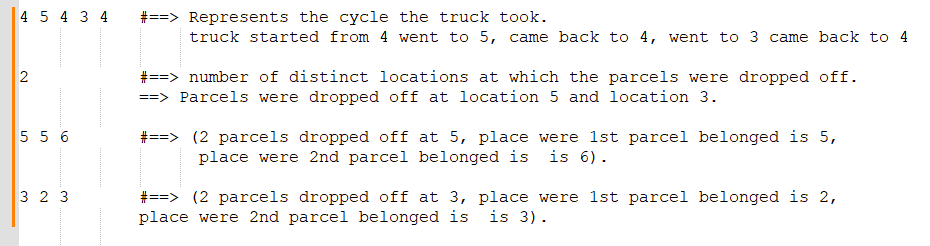 4 5 4 3 4 #==> Represents the cycle the truck took.
truck started from 4 went to 5, came back to 4, went to 3 came back to 4
2 #==> number of distinct locations at which the parcels were dropped off.
==> Parcels were dropped off at location 5 and location 3.
5 5 6 #==> (2 parcels dropped off at 5, place were 1st parcel belonged is 5,
place were 2nd parcel belonged is is 6).
3 2 3 #==> (2 parcels dropped off at 3, place were 1st parcel belonged is 2,
place were 2nd parcel belonged is is 3).